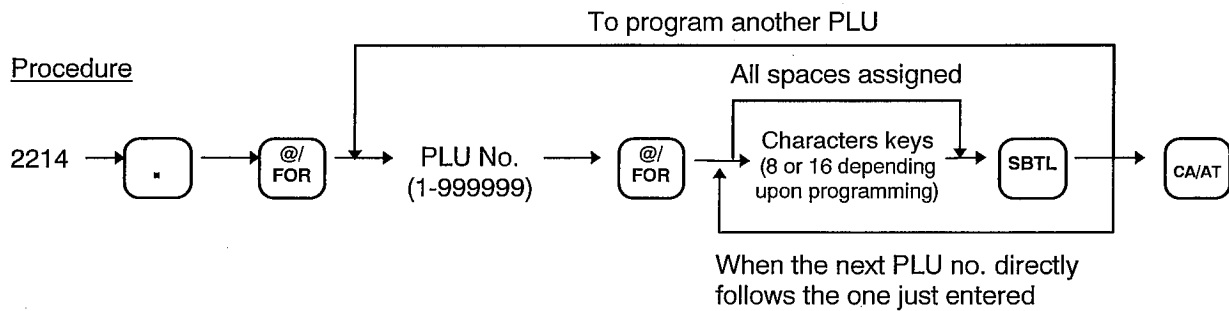 To program another PLU
Procedure
All spaces assigned
2214
.
@/
FOR
PLU No.
(1-999999)
@/
FOR
Characters keys
(8 or 16 depending
upon programming)
SBTL
CA/AT
When the next PLU no. directly
follows the one just entered